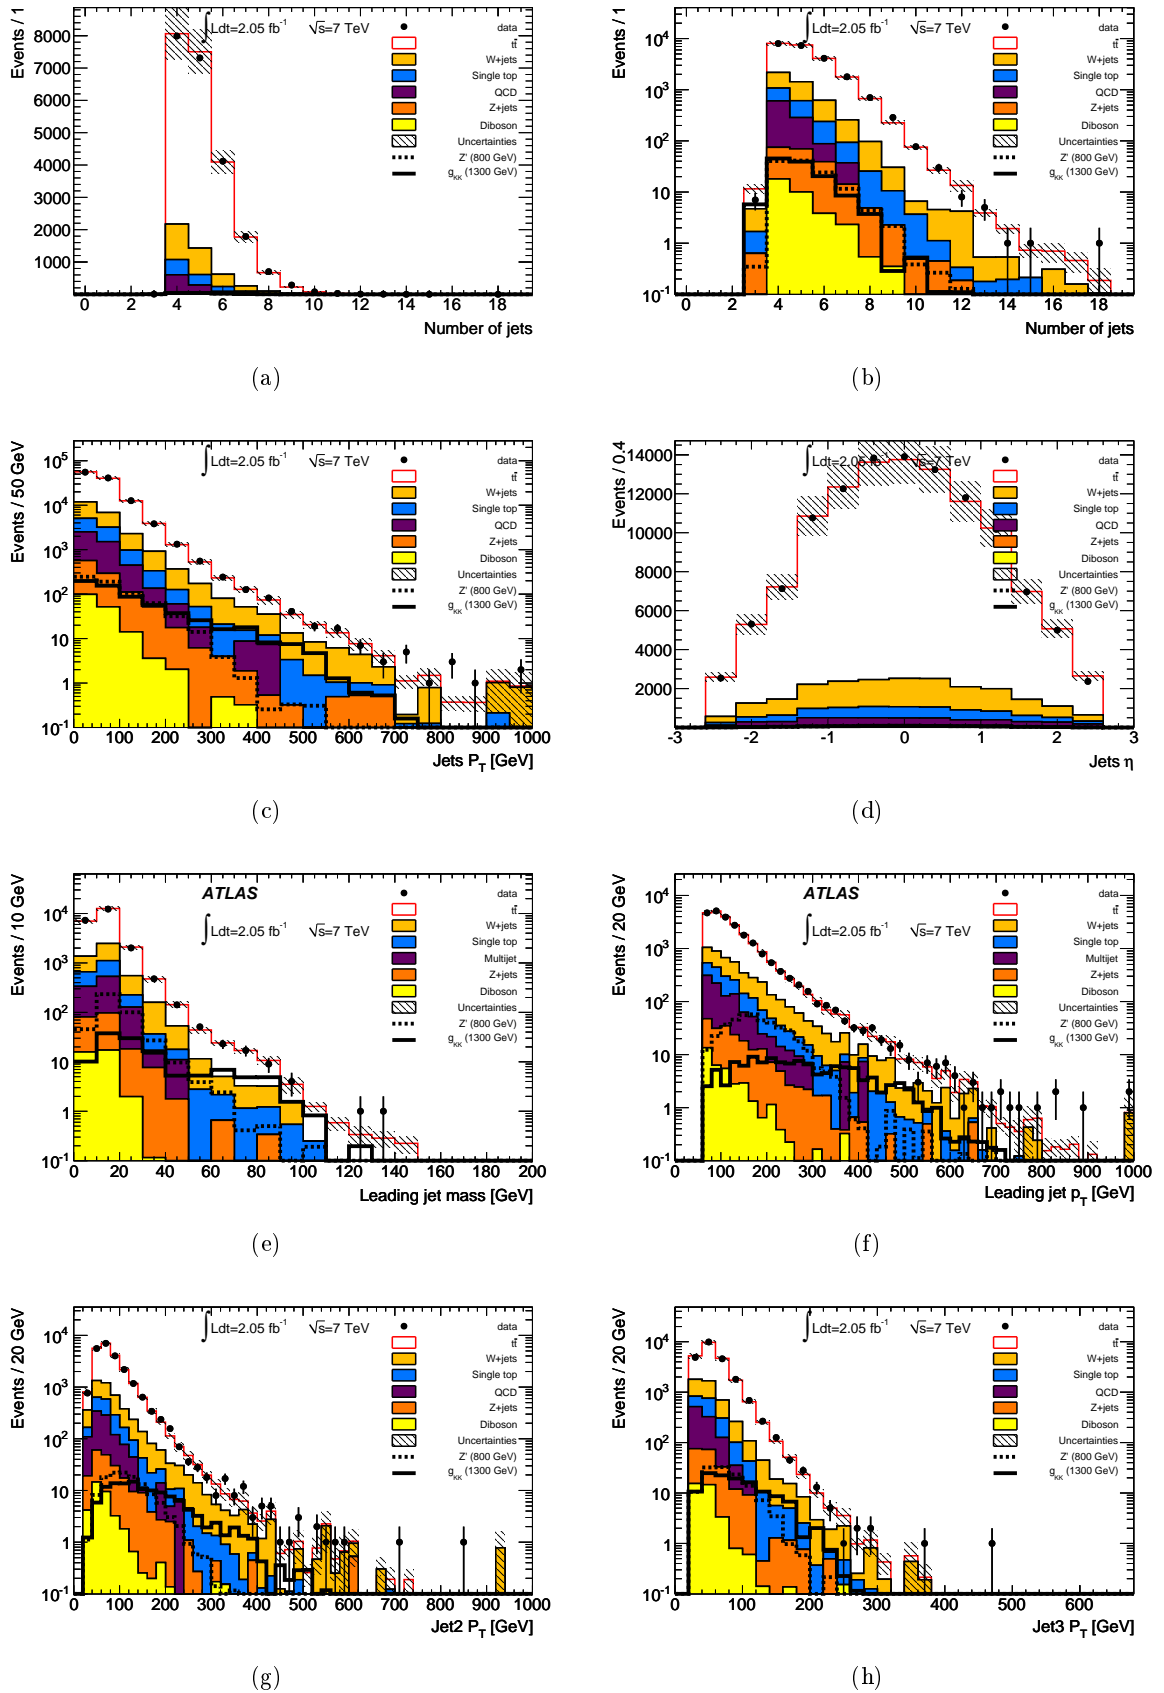 Events / 1
8000
7000
6000
5000
4000
3000
2000
1000
0 2 4 6 8 10 12 14 16 18
Number of jets
∫Ldt=2.05 fb⁻¹ √s=7 TeV
data
tt̄
W+jets
Single top
QCD
Z+jets
Diboson
Uncertainties
Z' (800 GeV)
g_KK (1300 GeV)
(a)
Events / 1
10⁴
10³
10²
10
1
10⁻¹
0 2 4 6 8 10 12 14 16 18
Number of jets
∫Ldt=2.05 fb⁻¹ √s=7 TeV
data
tt̄
W+jets
Single top
QCD
Z+jets
Diboson
Uncertainties
Z' (800 GeV)
g_KK (1300 GeV)
(b)
Events / 50 GeV
10⁵
10⁴
10³
10²
10
1
10⁻¹
0 100 200 300 400 500 600 700 800 900 1000
Jets P_T [GeV]
∫Ldt=2.05 fb⁻¹ √s=7 TeV
data
tt̄
W+jets
Single top
QCD
Z+jets
Diboson
Uncertainties
Z' (800 GeV)
g_KK (1300 GeV)
(c)
Events / 0.4
14000
12000
10000
8000
6000
4000
2000
-3 -2 -1 0 1 2 3
Jets η
∫Ldt=2.05 fb⁻¹ √s=7 TeV
data
tt̄
W+jets
Single top
QCD
Z+jets
Diboson
Uncertainties
Z' (800 GeV)
g_KK (1300 GeV)
(d)
Events / 10 GeV
10⁴
10³
10²
10
1
10⁻¹
0 20 40 60 80 100 120 140 160 180 200
Leading jet mass [GeV]
ATLAS
∫Ldt=2.05 fb⁻¹ √s=7 TeV
data
tt̄
W+jets
Single top
Multijet
Z+jets
Diboson
Uncertainties
Z' (800 GeV)
g_KK (1300 GeV)
(e)
Events / 20 GeV
10⁴
10³
10²
10
1
10⁻¹
0 100 200 300 400 500 600 700 800 900 1000
Leading jet p_T [GeV]
ATLAS
∫Ldt=2.05 fb⁻¹ √s=7 TeV
data
tt̄
W+jets
Single top
Multijet
Z+jets
Diboson
Uncertainties
Z' (800 GeV)
g_KK (1300 GeV)
(f)
Events / 20 GeV
10⁴
10³
10²
10
1
10⁻¹
0 100 200 300 400 500 600 700 800 900 1000
Jet2 P_T [GeV]
∫Ldt=2.05 fb⁻¹ √s=7 TeV
data
tt̄
W+jets
Single top
QCD
Z+jets
Diboson
Uncertainties
Z' (800 GeV)
g_KK (1300 GeV)
(g)
Events / 20 GeV
10⁴
10³
10²
10
1
10⁻¹
0 100 200 300 400 500 600
Jet3 P_T [GeV]
∫Ldt=2.05 fb⁻¹ √s=7 TeV
data
tt̄
W+jets
Single top
QCD
Z+jets
Diboson
Uncertainties
Z' (800 GeV)
g_KK (1300 GeV)
(h)